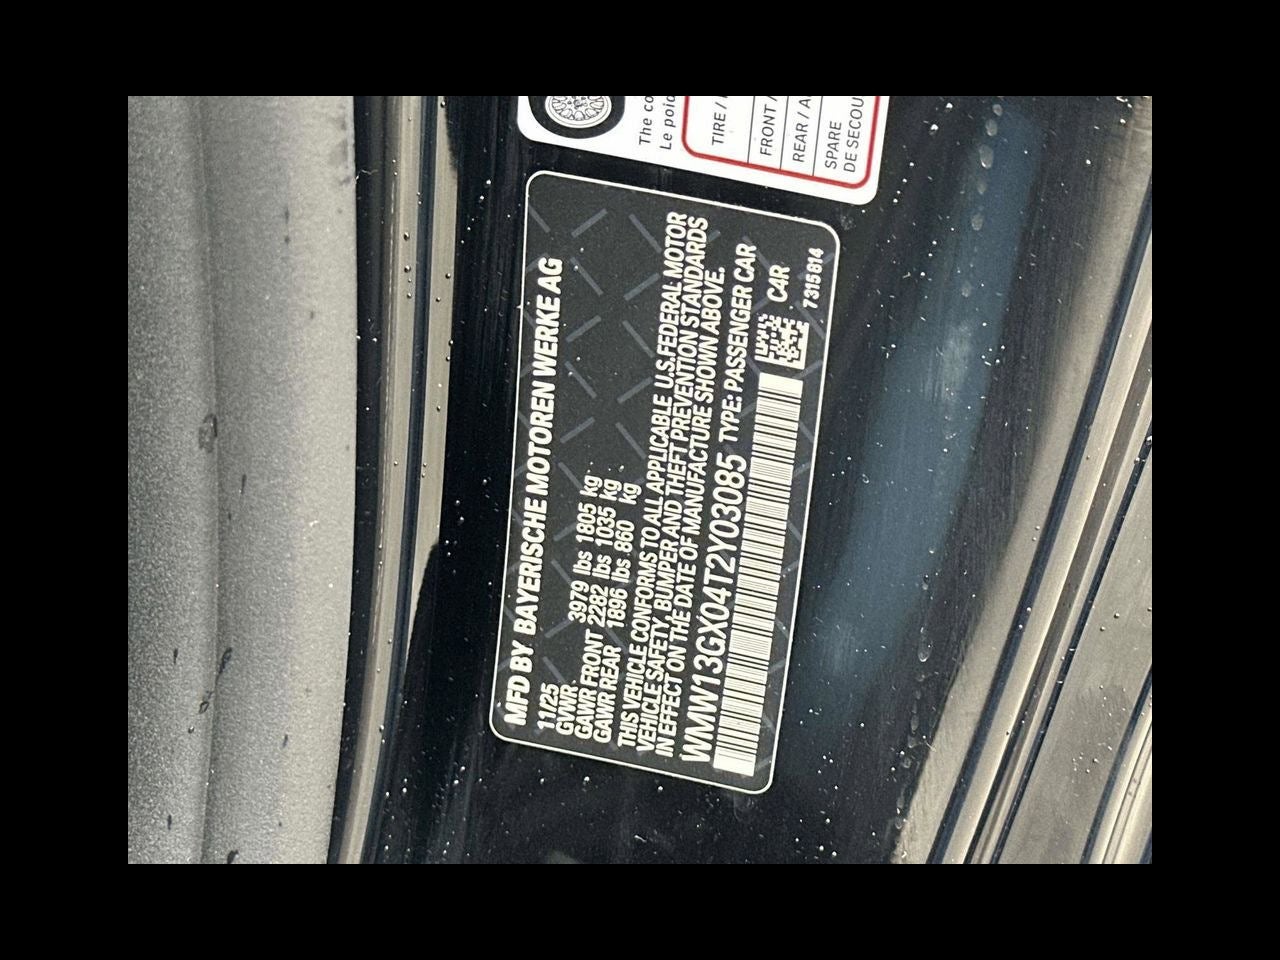 The co
Le poid
TIRE /
FRONT /
REAR / A
SPARE
DE SECOU
MFD BY BAYERISCHE MOTOREN WERKE AG
11/25
GVWR. 3979 lbs 1805 kg
GAWR FRONT 2282 lbs 1035 kg
GAWR REAR 1896 lbs 860 kg
THIS VEHICLE CONFORMS TO ALL APPLICABLE U.S.FEDERAL MOTOR
VEHICLE SAFETY, BUMPER AND THEFT PREVENTION STANDARDS
IN EFFECT ON THE DATE OF MANUFACTURE SHOWN ABOVE.
WMW13GX04T2Y03085 TYPE: PASSENGER CAR
C4R
7315814